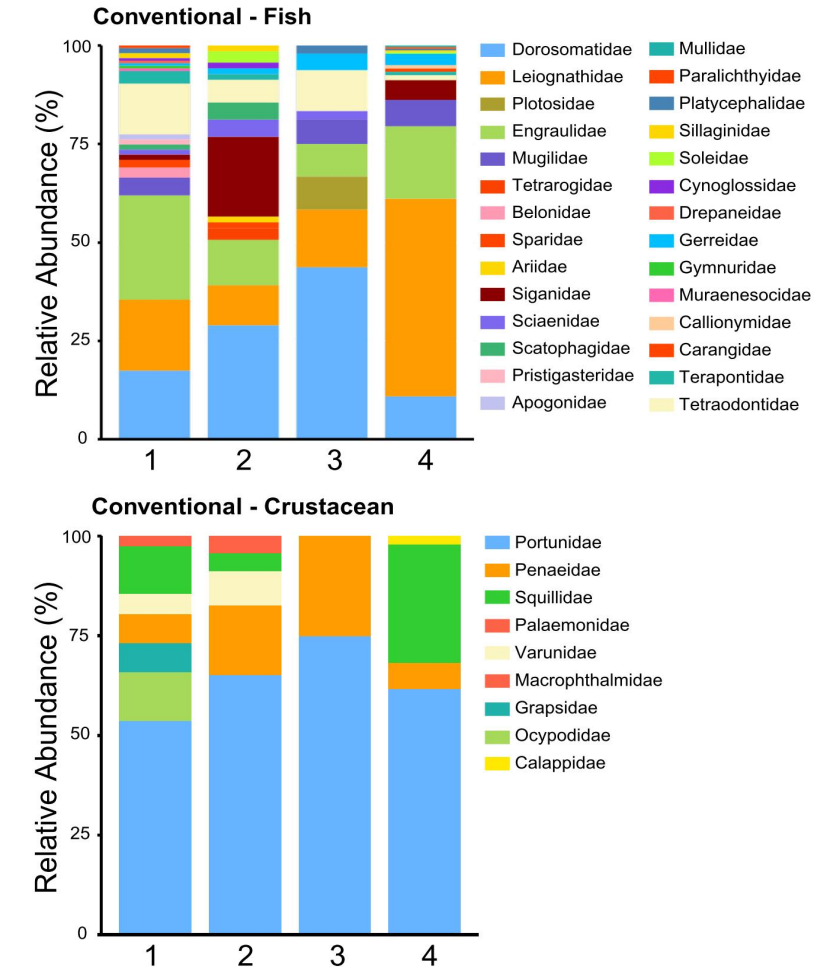 Conventional - Fish
Relative Abundance (%)
100
75
50
25
0
1 2 3 4
Dorosomatidae
Leiognathidae
Plotosidae
Engraulidae
Mugilidae
Tetrarogidae
Belonidae
Sparidae
Ariidae
Siganidae
Sciaenidae
Scatophagidae
Pristigasteridae
Apogonidae
Mullidae
Paralichthyidae
Platycephalidae
Sillaginidae
Soleidae
Cynoglossidae
Drepaneidae
Gerreidae
Gymnuridae
Muraenesocidae
Callionymidae
Carangidae
Terapontidae
Tetraodontidae
Conventional - Crustacean
Relative Abundance (%)
100
75
50
25
0
1 2 3 4
Portunidae
Penaeidae
Squillidae
Palaemonidae
Varunidae
Macrophthalmidae
Grapsidae
Ocypodidae
Calappidae